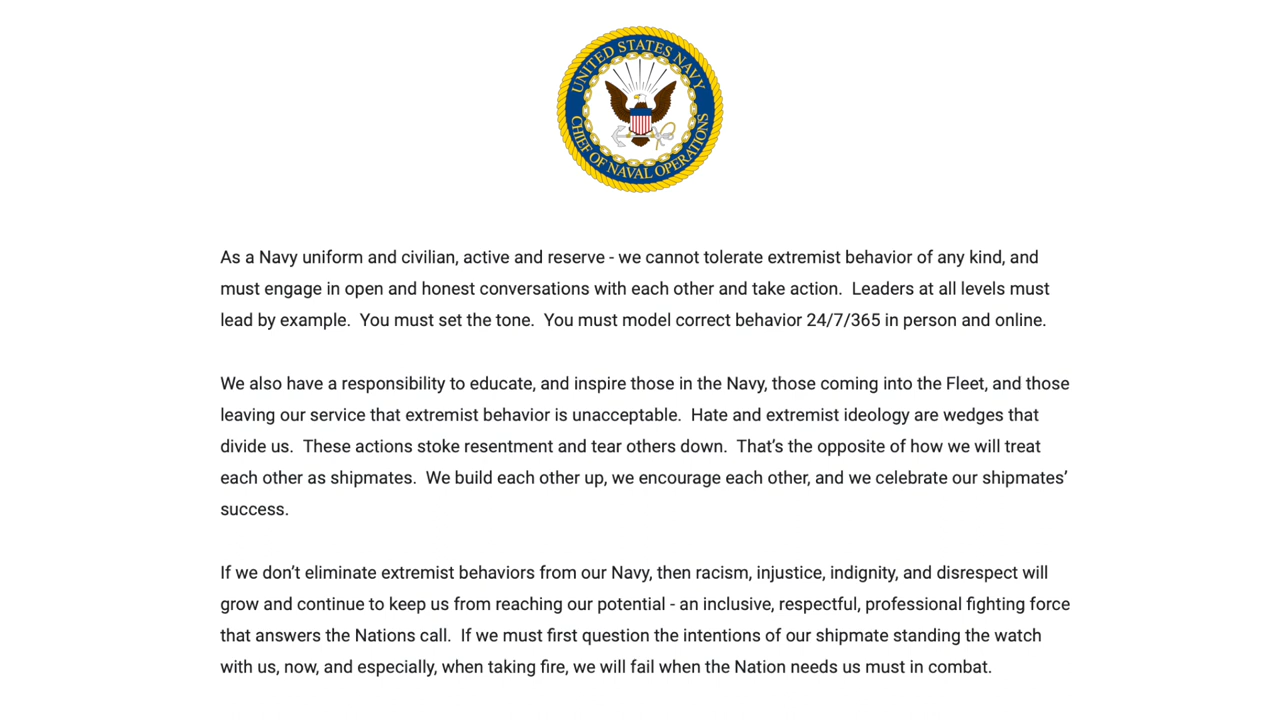 UNITED STATES NAVY
CHIEF OF NAVAL OPERATIONS
As a Navy uniform and civilian, active and reserve - we cannot tolerate extremist behavior of any kind, and
must engage in open and honest conversations with each other and take action.  Leaders at all levels must
lead by example.  You must set the tone.  You must model correct behavior 24/7/365 in person and online.
We also have a responsibility to educate, and inspire those in the Navy, those coming into the Fleet, and those
leaving our service that extremist behavior is unacceptable.  Hate and extremist ideology are wedges that
divide us.  These actions stoke resentment and tear others down.  That’s the opposite of how we will treat
each other as shipmates.  We build each other up, we encourage each other, and we celebrate our shipmates’
success.
If we don’t eliminate extremist behaviors from our Navy, then racism, injustice, indignity, and disrespect will
grow and continue to keep us from reaching our potential - an inclusive, respectful, professional fighting force
that answers the Nations call.  If we must first question the intentions of our shipmate standing the watch
with us, now, and especially, when taking fire, we will fail when the Nation needs us must in combat.